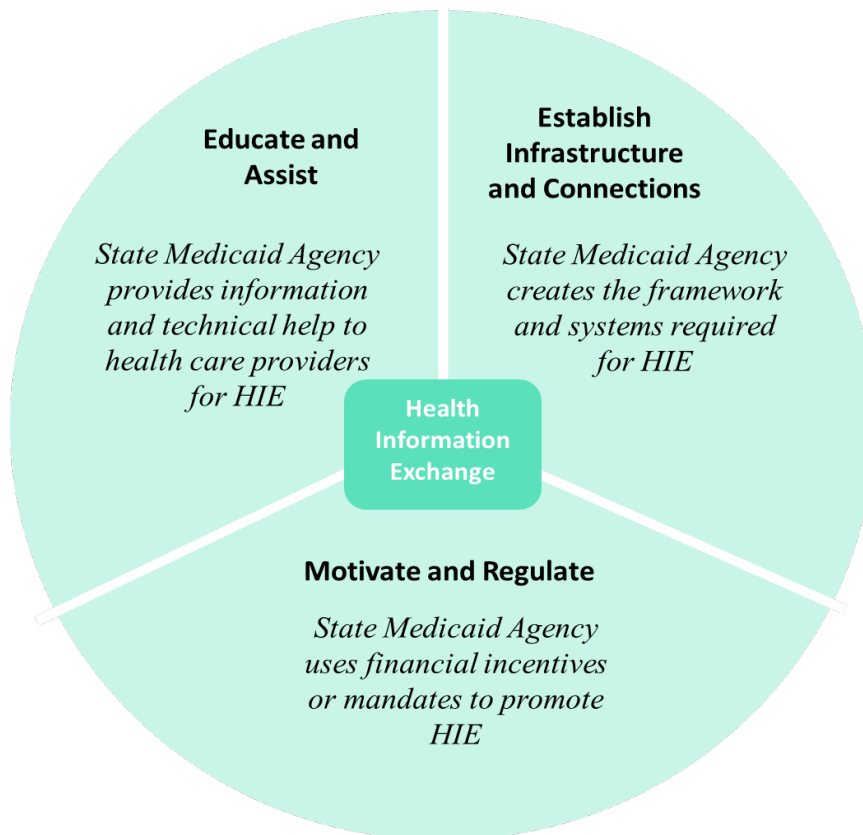 Educate and
Assist
State Medicaid Agency
provides information
and technical help to
health care providers
for HIE
Establish
Infrastructure
and Connections
State Medicaid Agency
creates the framework
and systems required
for HIE
Health
Information
Exchange
Motivate and Regulate
State Medicaid Agency
uses financial incentives
or mandates to promote
HIE